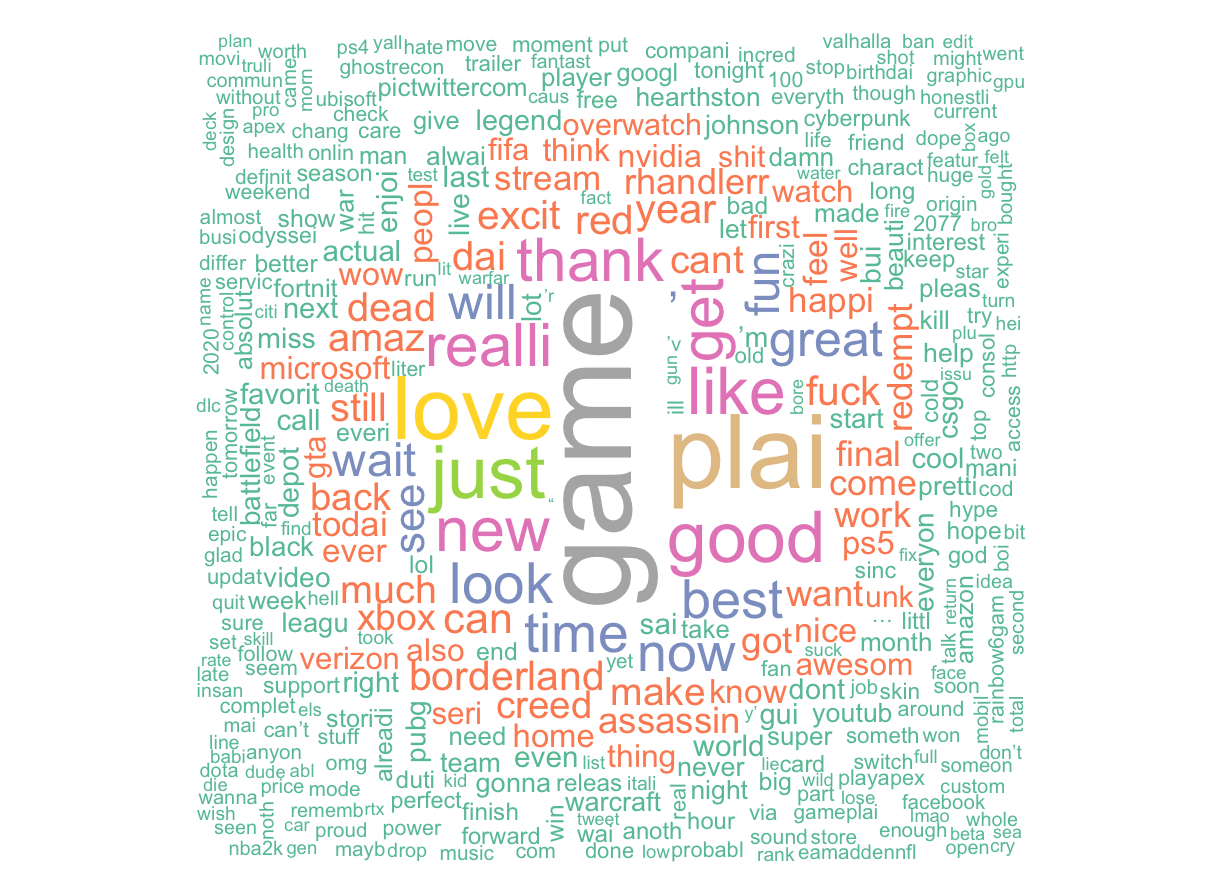 plan
movi
truli
worth
ps4
yall
hate
move
moment
put
compani
incred
valhalla
ban
edit
shot
might
went
commun
came
morn
ghostrecon
trailer
fantast
player
googl
tonight
100
stop
birthdai
graphic
gpu
without
ubisoft
pictwittercom
caus
free
hearthston
everyth
though
honestli
deck
design
pro
apex
check
chang
care
give
legend
overwatch
johnson
cyberpunk
current
box
ago
health
onlin
man
alwai
fifa
think
nvidia
shit
damn
life
friend
dope
definit
season
enjoi
test
last
stream
rhandlerr
watch
charact
featur
felt
huge
gold
bought
weekend
war
hit
peopl
live
excit
fact
red
year
bad
water
long
made
fire
origin
almost
show
let
first
feel
well
bui
beauti
2077
bro
busi
odyssei
actual
dai
thank
cant
crazi
interest
experi
differ
better
wow
run
lit
warfar
fun
keep
star
servic
fortnit
dead
will
lot
’r
’
get
happi
pleas
turn
name
control
citi
next
absolut
miss
amaz
realli
game
’v
’m
old
great
redempt
kill
try
plu
hei
2020
microsoft
liter
gun
help
issu
consol
http
dlc
favorit
death
love
ill
like
bore
fuck
cold
csgo
top
access
tomorrow
battlefield
call
still
everi
plai
start
offer
two
happen
event
depot
gta
wait
just
final
cool
mani
far
back
“
come
pretti
cod
tell
epic
find
todai
see
new
good
work
hype
hope
bit
glad
black
ever
lol
ps5
fix
everyon
god
boi
updat
video
much
look
best
want
unk
sinc
idea
quit
week
hell
xbox
can
time
sai
take
got
nice
…
littl
amazon
return
talk
sure
leagu
now
month
rainbow6gam
second
set
skill
took
also
end
yet
fan
suck
awesom
face
rate
follow
seem
verizon
borderland
make
know
dont
job
skin
soon
late
insan
support
right
complet
els
stori
pubg
seri
creed
assassin
y’
gui
youtub
around
mobil
total
mai
can’t
stuff
alreadi
need
home
thing
world
super
someth
won
line
babi
anyon
omg
team
even
list
never
lie
card
switch
full
don’t
someon
dota
dude
abl
duti
kid
gonna
releas
itali
real
night
big
wild
playapex
die
wanna
price
mode
perfect
finish
warcraft
hour
via
part
lose
custom
facebook
wish
noth
rememb
rtx
win
tweet
gameplai
lmao
whole
seen
car
proud
power
forward
wai
anoth
sound
store
enough
beta
sea
nba2k
gen
mayb
drop
music
com
done
low
probabl
rank
eamaddennfl
open
cry